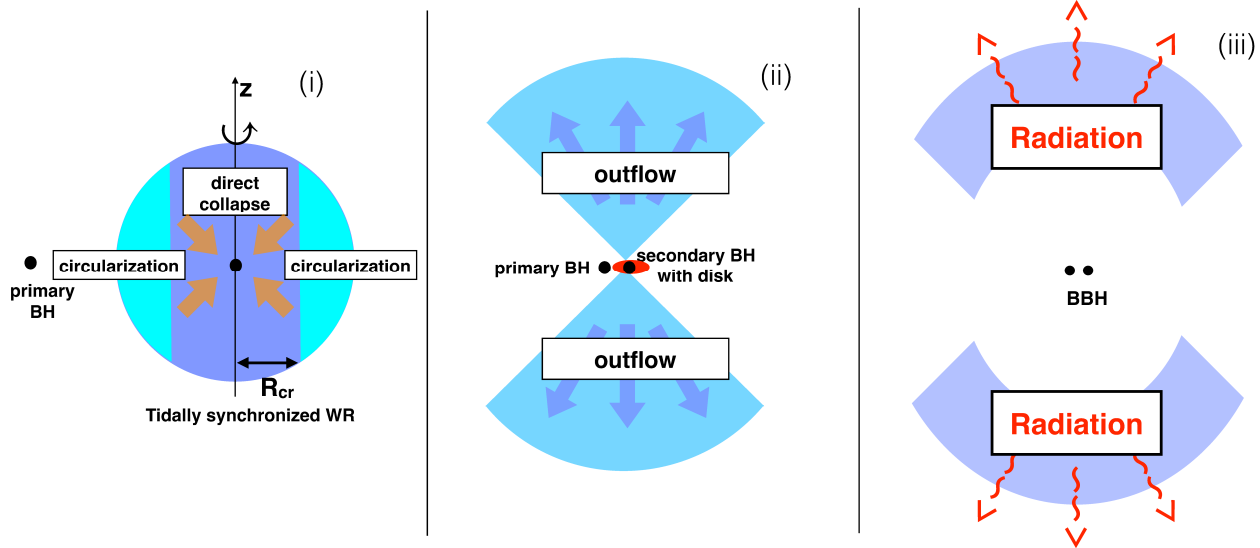 (i)
z
direct
collapse
circularization
circularization
primary
BH
Rcr
Tidally synchronized WR
(ii)
outflow
primary BH
secondary BH
with disk
outflow
(iii)
Radiation
BBH
Radiation